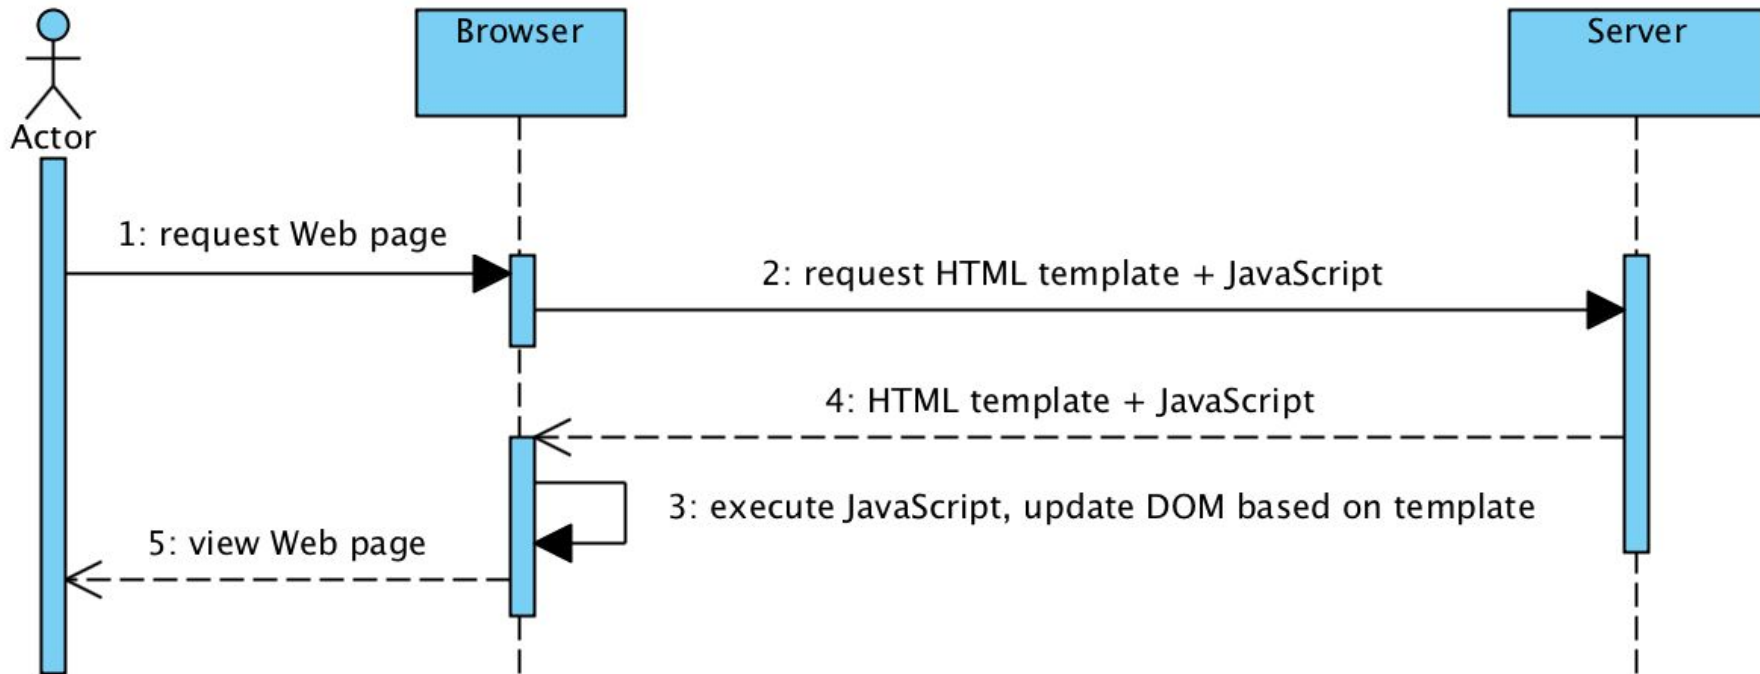 Browser
Server
Actor
1: request Web page
2: request HTML template + JavaScript
4: HTML template + JavaScript
3: execute JavaScript, update DOM based on template
5: view Web page